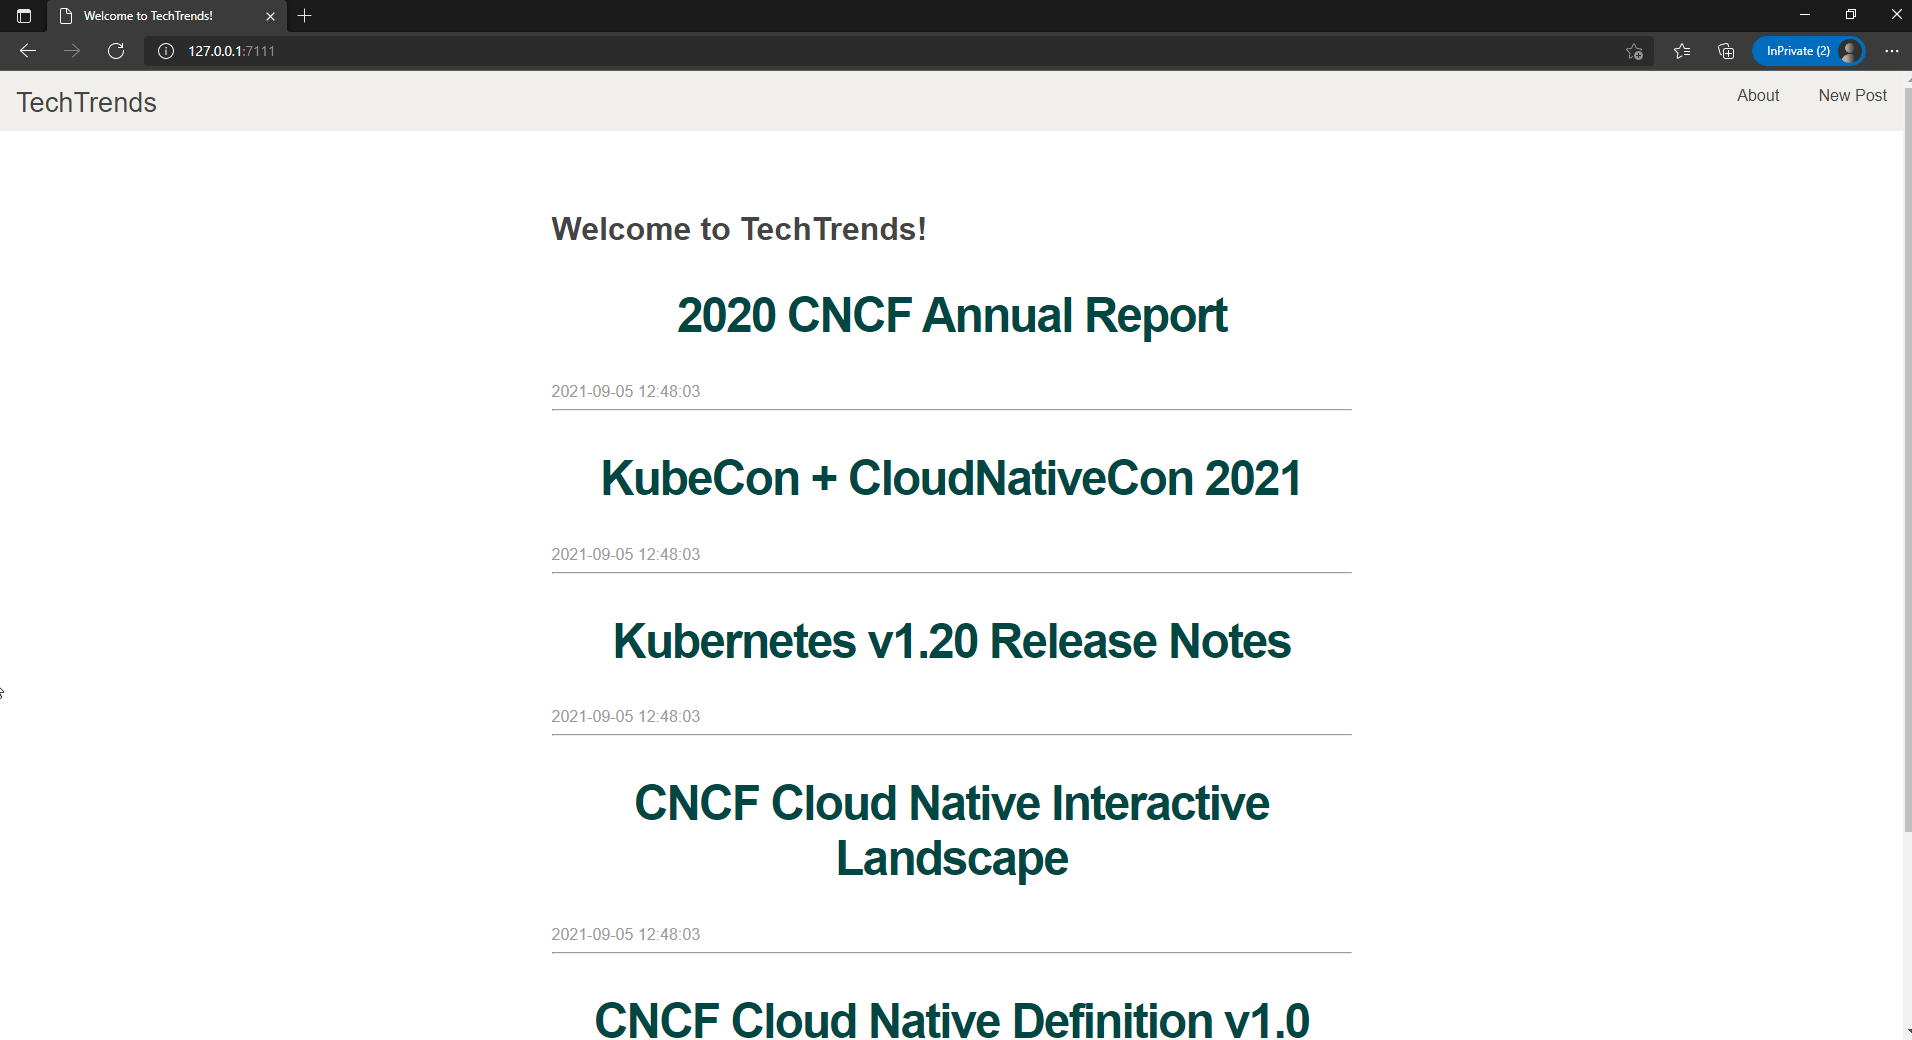 Welcome to TechTrends!
127.0.0.1:7111
InPrivate (2)
TechTrends
About
New Post
Welcome to TechTrends!
2020 CNCF Annual Report
2021-09-05 12:48:03
KubeCon + CloudNativeCon 2021
2021-09-05 12:48:03
Kubernetes v1.20 Release Notes
2021-09-05 12:48:03
CNCF Cloud Native Interactive
Landscape
2021-09-05 12:48:03
CNCF Cloud Native Definition v1.0